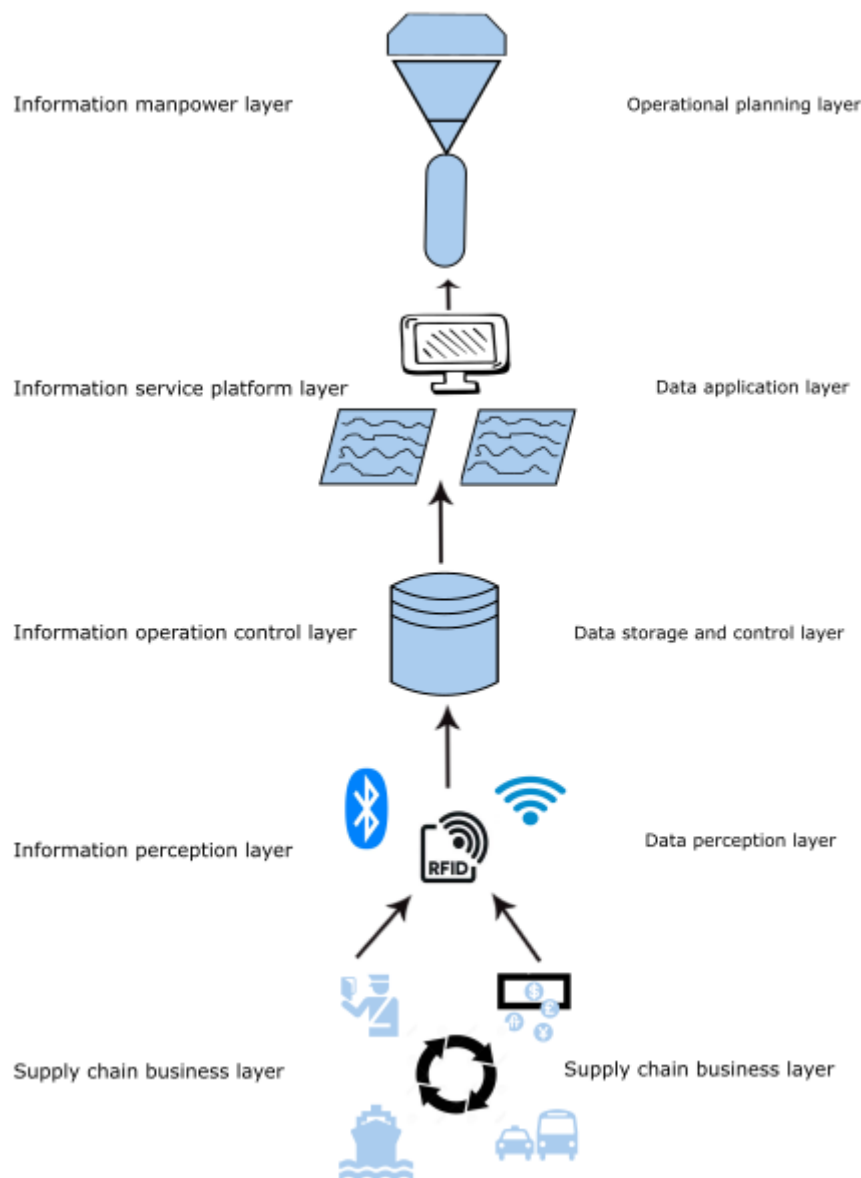 Information manpower layer
Operational planning layer
Information service platform layer
Data application layer
Information operation control layer
Data storage and control layer
Information perception layer
Data perception layer
RFID
$
£
¥
Supply chain business layer
Supply chain business layer